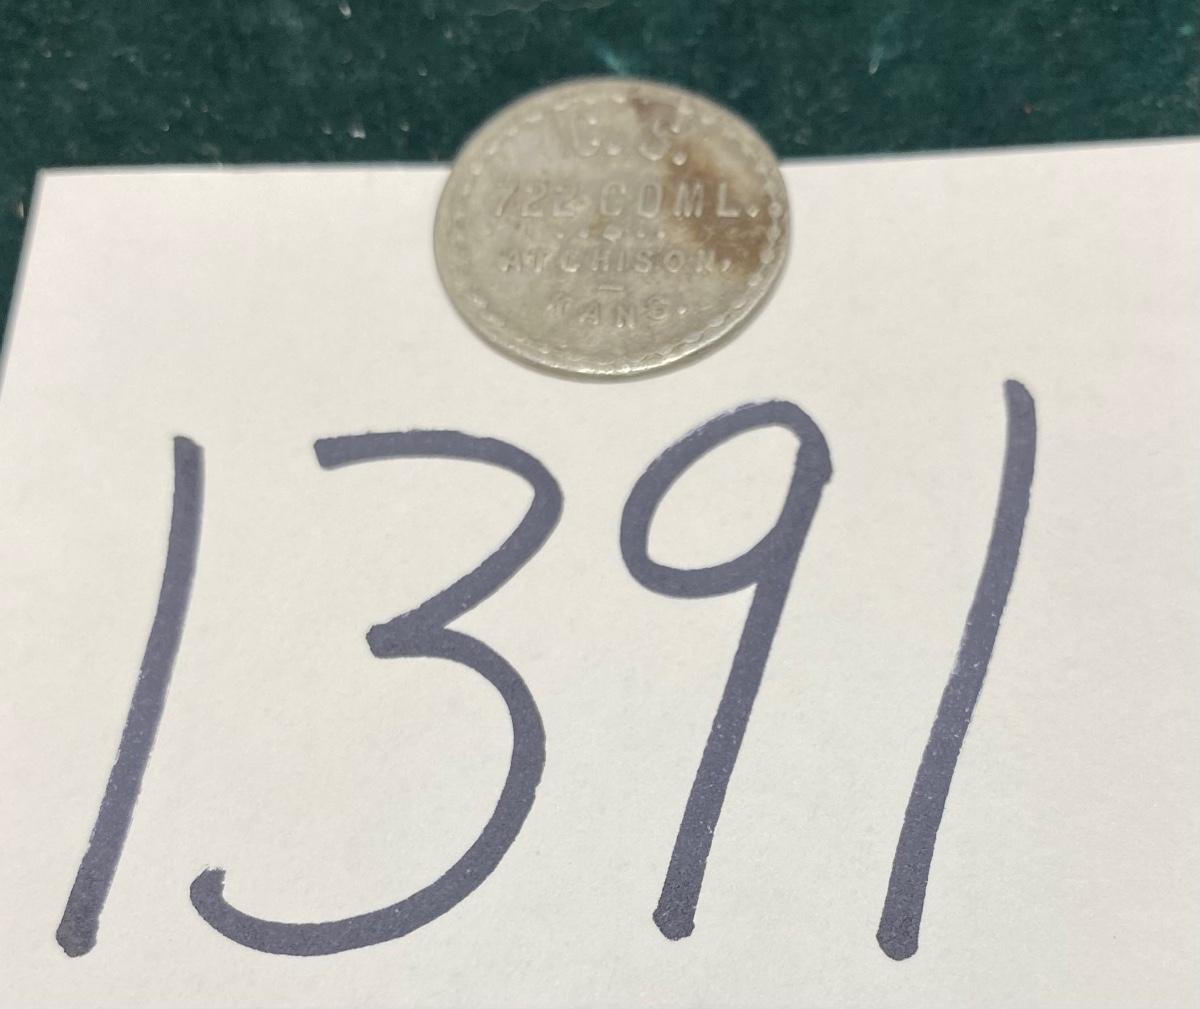 C. S.
722 COML.
ATCHISON,
KANS.
1391